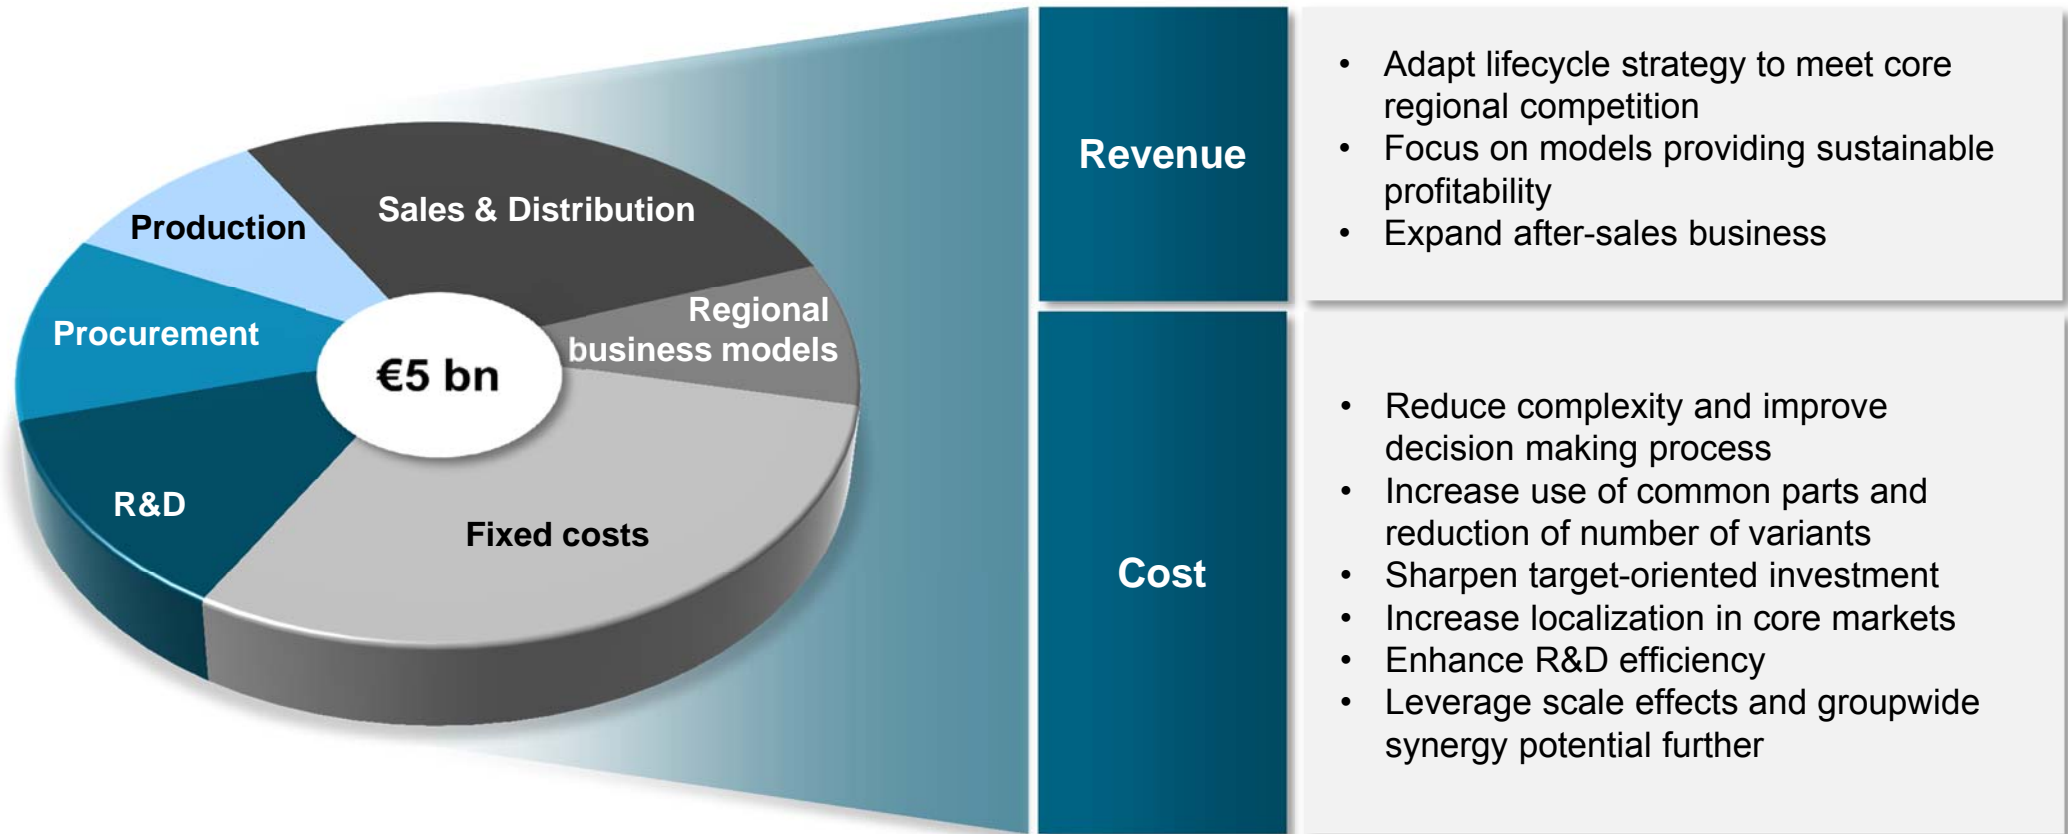 Production
Sales & Distribution
Procurement
Regional
business models
€5 bn
R&D
Fixed costs
Revenue
• Adapt lifecycle strategy to meet core
regional competition
• Focus on models providing sustainable
profitability
• Expand after-sales business
Cost
• Reduce complexity and improve
decision making process
• Increase use of common parts and
reduction of number of variants
• Sharpen target-oriented investment
• Increase localization in core markets
• Enhance R&D efficiency
• Leverage scale effects and groupwide
synergy potential further